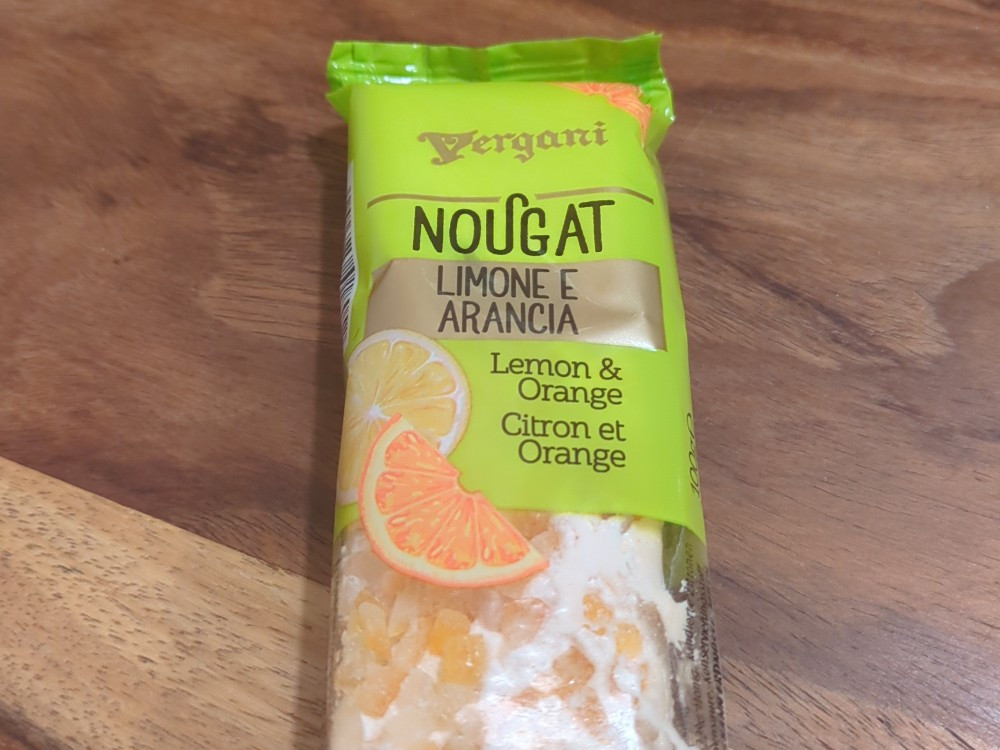 Vergani
NOUGAT
LIMONE E
ARANCIA
Lemon &
Orange
Citron et
Orange